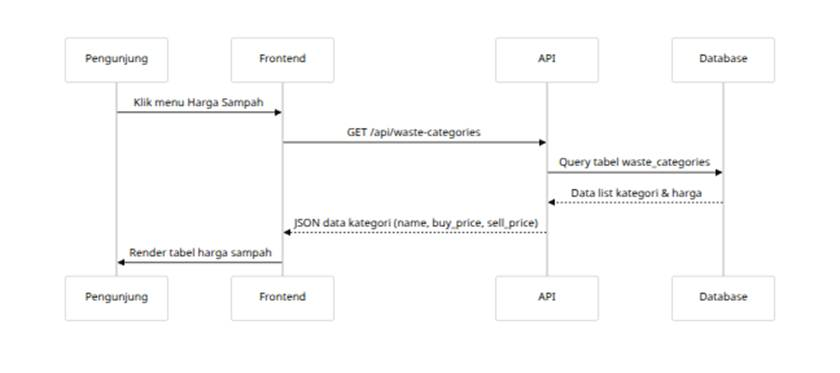 Pengunjung
Frontend
API
Database
Klik menu Harga Sampah
GET /api/waste-categories
Query tabel waste_categories
Data list kategori & harga
JSON data kategori (name, buy_price, sell_price)
Render tabel harga sampah
Pengunjung
Frontend
API
Database